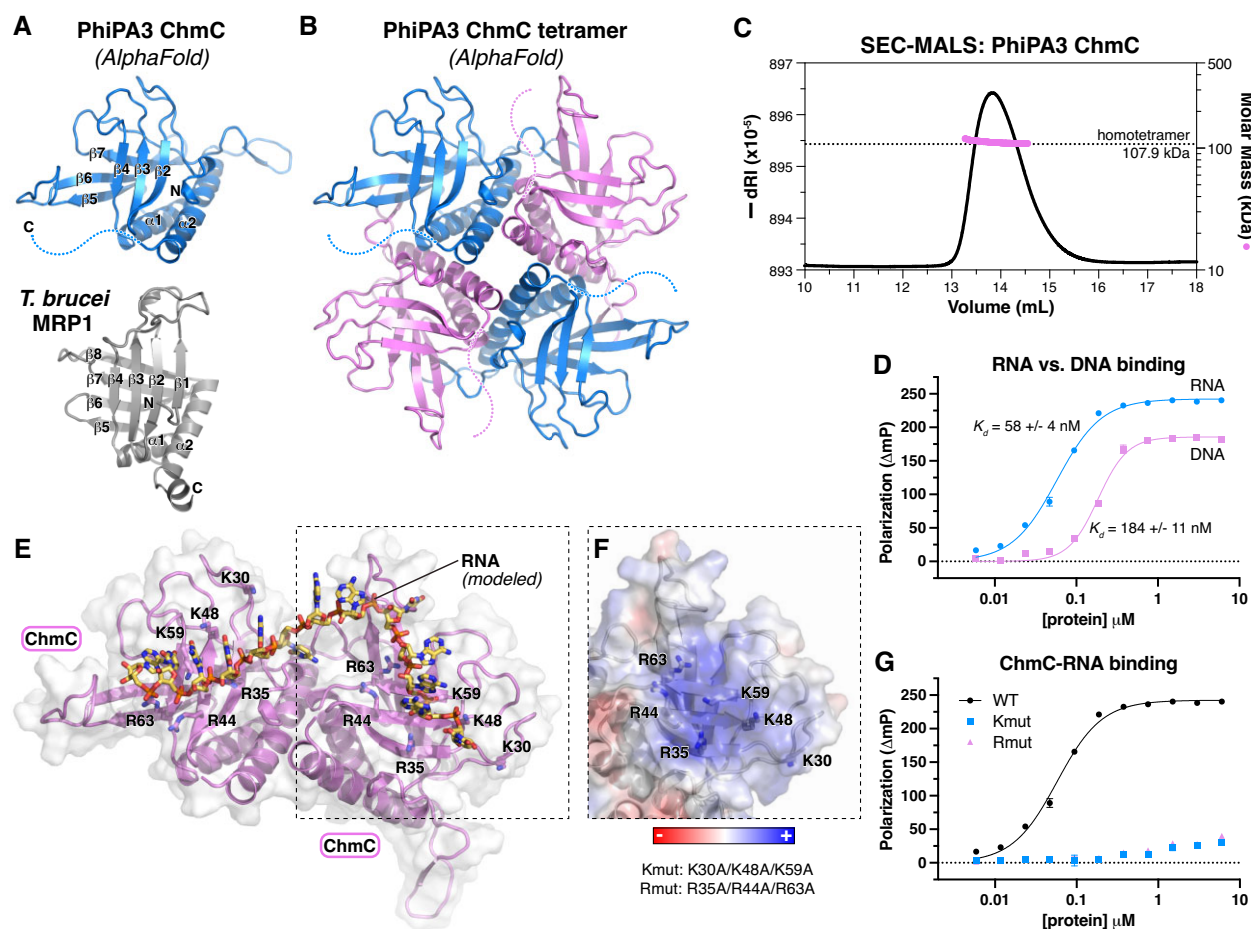 A
PhiPA3 ChmC
(AlphaFold)
β7
β6
β5
β4
β3
β2
N
α1
α2
C
T. brucei
MRP1
β8
β7
β4
β3
β2
β1
β6
N
β5
α1
α2
C
B
PhiPA3 ChmC tetramer
(AlphaFold)
C
SEC-MALS: PhiPA3 ChmC
897
896
895
894
893
dRI (x10⁻⁵)
10
11
12
13
14
15
16
17
18
Volume (mL)
500
100
10
Molar Mass (kDa)
homotetramer
107.9 kDa
D
RNA vs. DNA binding
250
200
150
100
50
0
Polarization (ΔmP)
RNA
Kd = 58 +/- 4 nM
DNA
Kd = 184 +/- 11 nM
0.01
0.1
1
10
[protein] μM
E
ChmC
K30
K48
K59
R63
R44
R35
RNA
(modeled)
R63
K59
R44
K48
R35
K30
ChmC
F
R63
K59
R44
K48
R35
K30
- +
Kmut: K30A/K48A/K59A
Rmut: R35A/R44A/R63A
G
ChmC-RNA binding
250
200
150
100
50
0
Polarization (ΔmP)
WT
Kmut
Rmut
0.01
0.1
1
10
[protein] μM